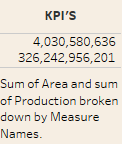 KPI'S
4,030,580,636
326,242,956,201
Sum of Area and sum
of Production broken
down by Measure
Names.